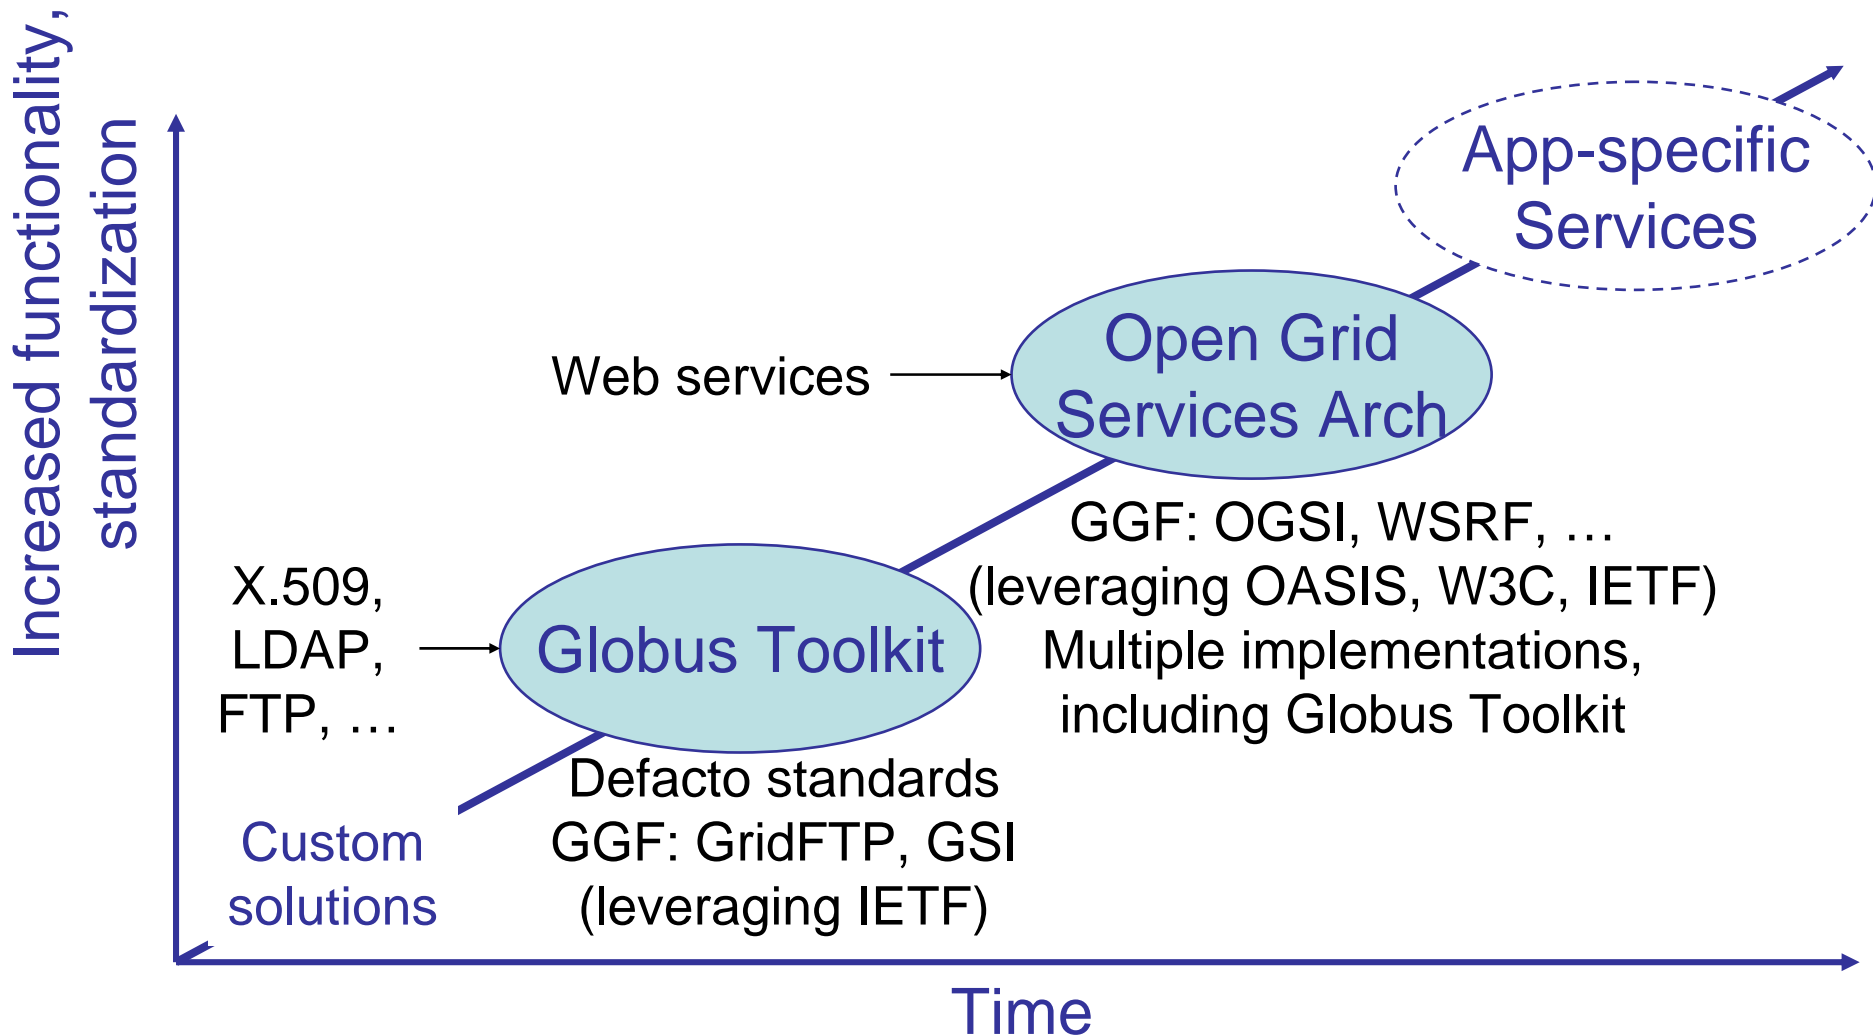 Increased functionality,
standardization
App-specific
Services
Open Grid
Services Arch
Web services
GGF: OGSI, WSRF, …
(leveraging OASIS, W3C, IETF)
Multiple implementations,
including Globus Toolkit
X.509,
LDAP,
FTP, …
Globus Toolkit
Defacto standards
GGF: GridFTP, GSI
(leveraging IETF)
Custom
solutions
Time